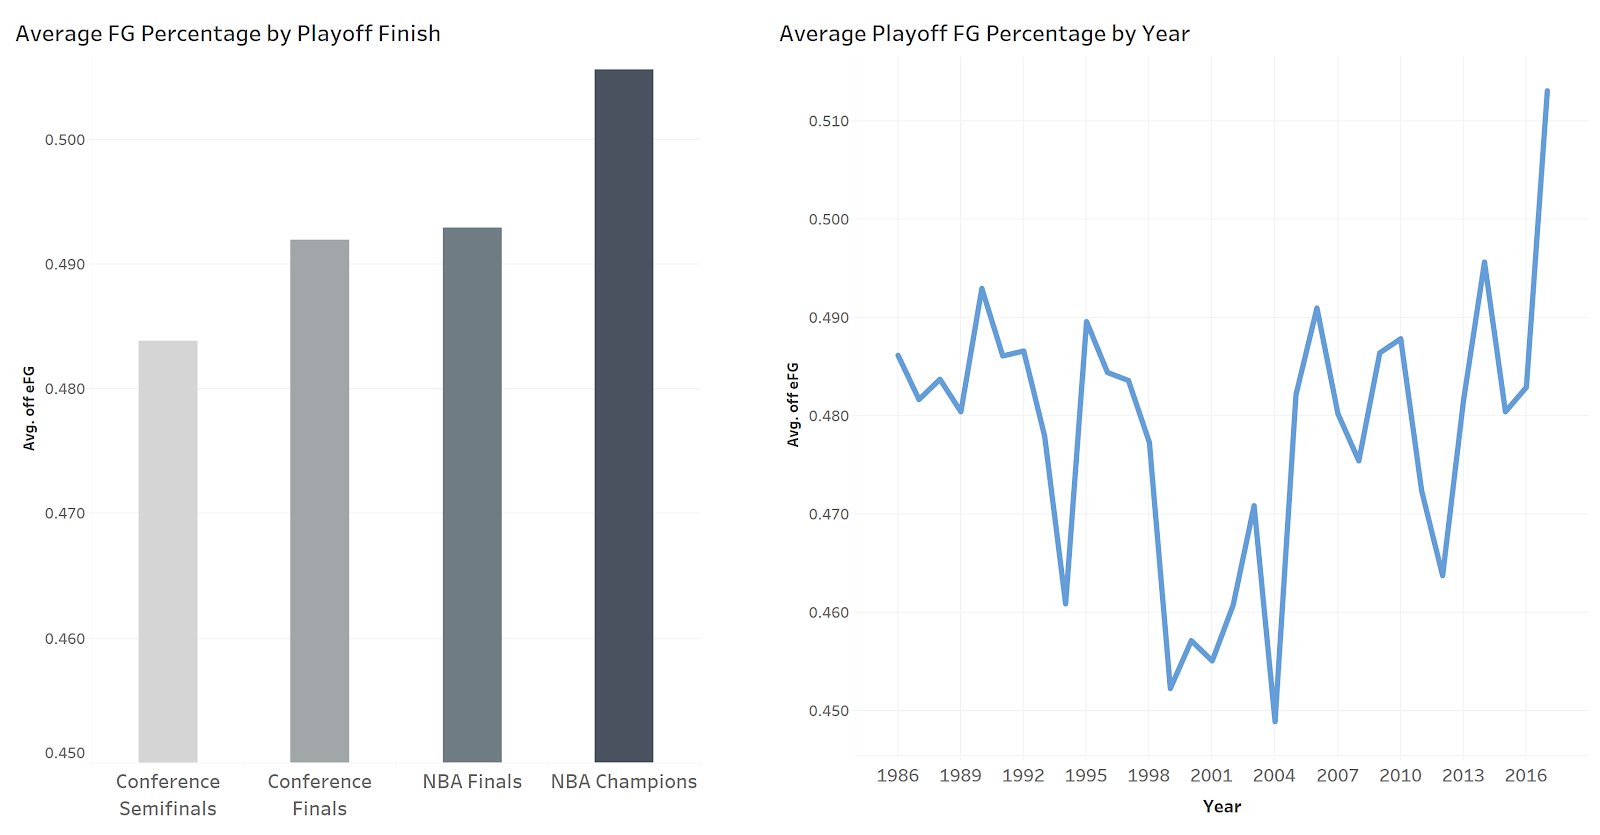 Average FG Percentage by Playoff Finish
Avg. off eFG
0.500
0.490
0.480
0.470
0.460
0.450
Conference
Semifinals
Conference
Finals
NBA Finals
NBA Champions
Average Playoff FG Percentage by Year
Avg. off eFG
0.510
0.500
0.490
0.480
0.470
0.460
0.450
1986 1989 1992 1995 1998 2001 2004 2007 2010 2013 2016
Year